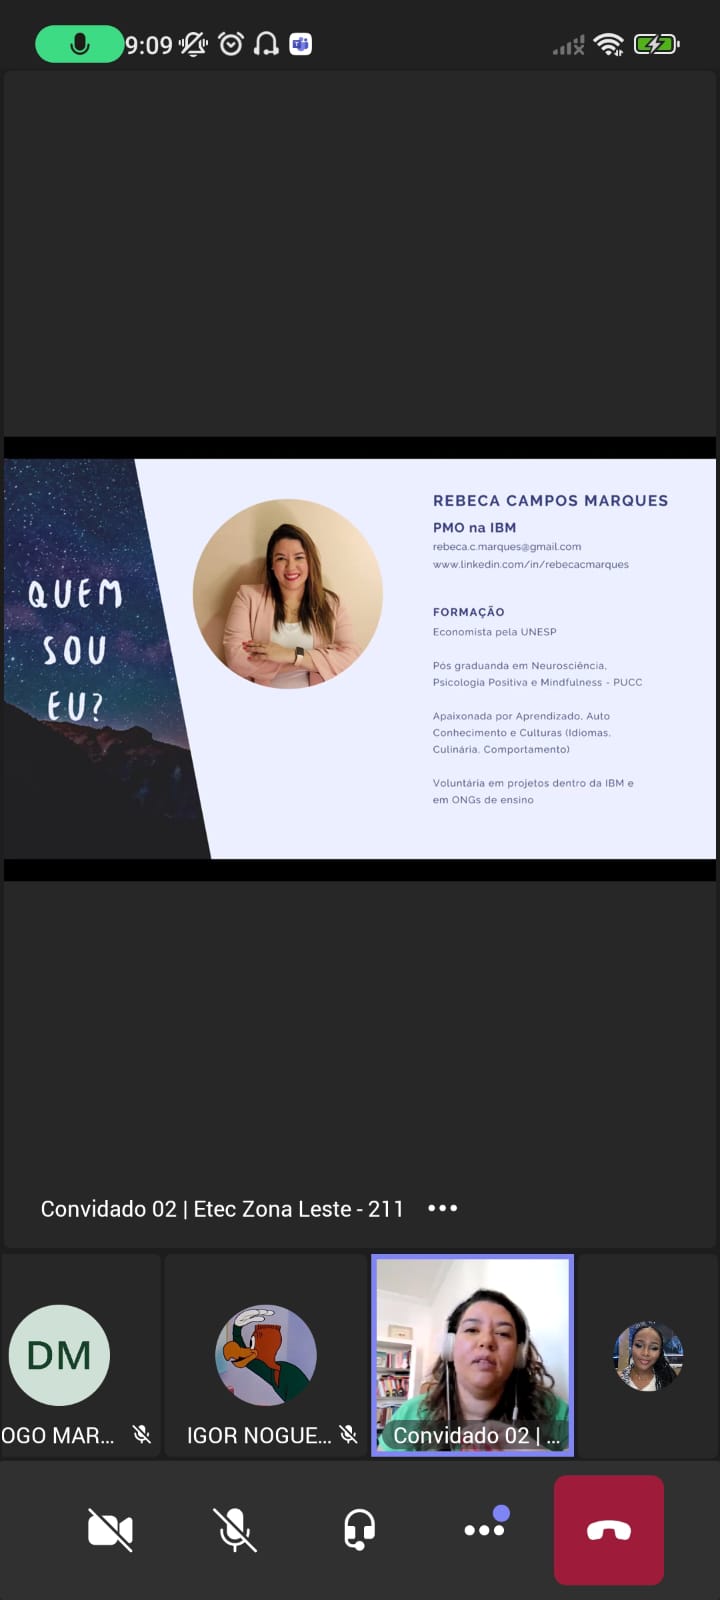 9:09
QUEM
SOU
EU?
REBECA CAMPOS MARQUES
PMO na IBM
rebeca.c.marques@gmail.com
www.linkedin.com/in/rebecacmarques
FORMAÇÃO
Economista pela UNESP
Pós graduanda em Neurosciência,
Psicologia Positiva e Mindfulness - PUCC
Apaixonada por Aprendizado, Auto
Conhecimento e Culturas (Idiomas,
Culinária, Comportamento)
Voluntária em projetos dentro da IBM e
em ONGs de ensino
Convidado 02 | Etec Zona Leste - 211
DM
OGO MAR...
IGOR NOGUE...
Convidado 02 | ...